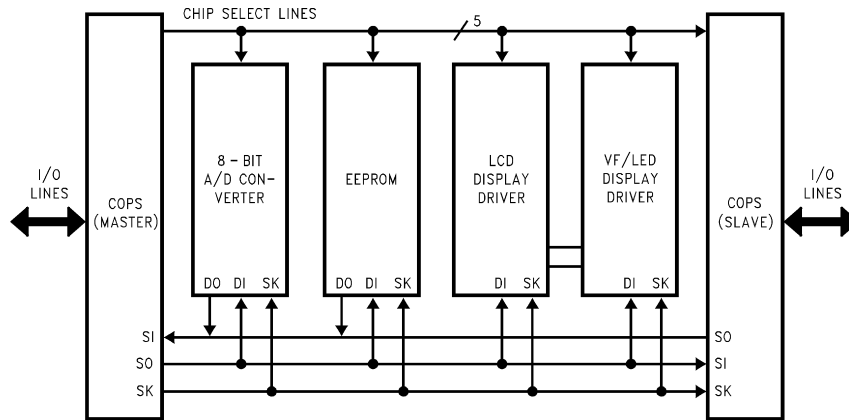 CHIP SELECT LINES
5
I/O
LINES
COPS
(MASTER)
8 - BIT
A/D CON-
VERTER
EEPROM
LCD
DISPLAY
DRIVER
VF/LED
DISPLAY
DRIVER
COPS
(SLAVE)
I/O
LINES
DO DI SK
DO DI SK
DI SK
DI SK
SI
SO
SO
SI
SK
SK